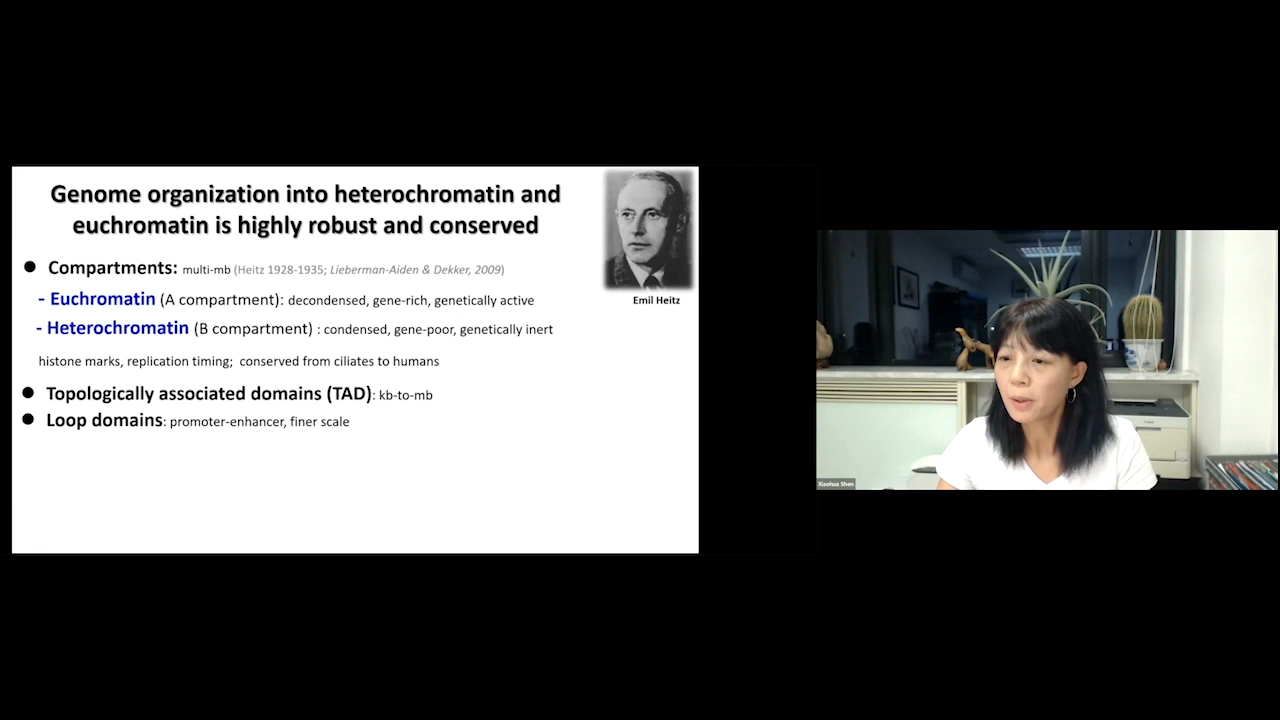 Genome organization into heterochromatin and
euchromatin is highly robust and conserved
Emil Heitz
● Compartments: multi-mb (Heitz 1928-1935; Lieberman-Aiden & Dekker, 2009)
- Euchromatin (A compartment): decondensed, gene-rich, genetically active
- Heterochromatin (B compartment) : condensed, gene-poor, genetically inert
histone marks, replication timing; conserved from ciliates to humans
● Topologically associated domains (TAD): kb-to-mb
● Loop domains: promoter-enhancer, finer scale
Xiaohua Shen